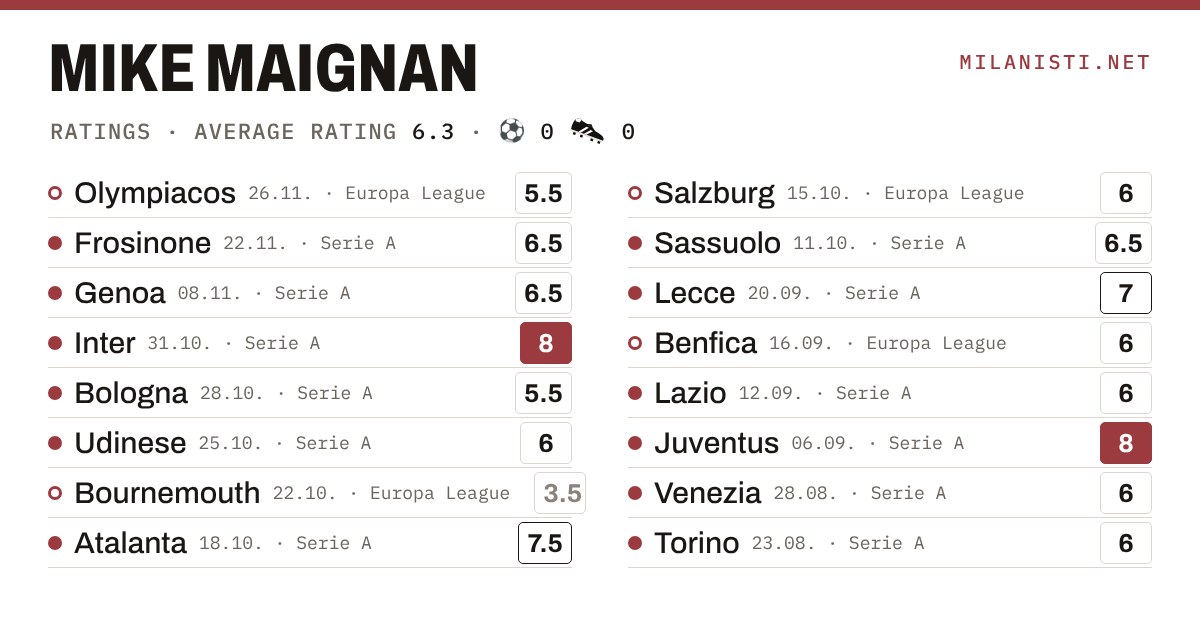 MIKE MAIGNAN
MILANISTI.NET
RATINGS · AVERAGE RATING 6.3 · ⚽ 0 👟 0
Olympiacos 26.11. · Europa League 5.5
Frosinone 22.11. · Serie A 6.5
Genoa 08.11. · Serie A 6.5
Inter 31.10. · Serie A 8
Bologna 28.10. · Serie A 5.5
Udinese 25.10. · Serie A 6
Bournemouth 22.10. · Europa League 3.5
Atalanta 18.10. · Serie A 7.5
Salzburg 15.10. · Europa League 6
Sassuolo 11.10. · Serie A 6.5
Lecce 20.09. · Serie A 7
Benfica 16.09. · Europa League 6
Lazio 12.09. · Serie A 6
Juventus 06.09. · Serie A 8
Venezia 28.08. · Serie A 6
Torino 23.08. · Serie A 6